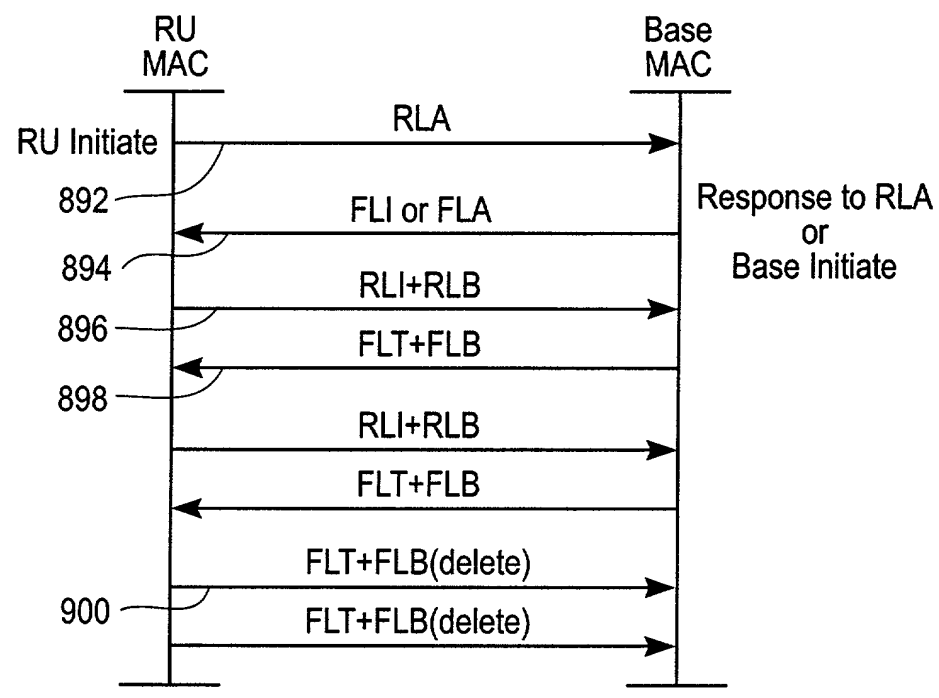 RU
MAC
Base
MAC
RLA
RU Initiate
892
FLI or FLA
Response to RLA
or
Base Initiate
894
RLI+RLB
896
FLT+FLB
898
RLI+RLB
FLT+FLB
FLT+FLB(delete)
900
FLT+FLB(delete)